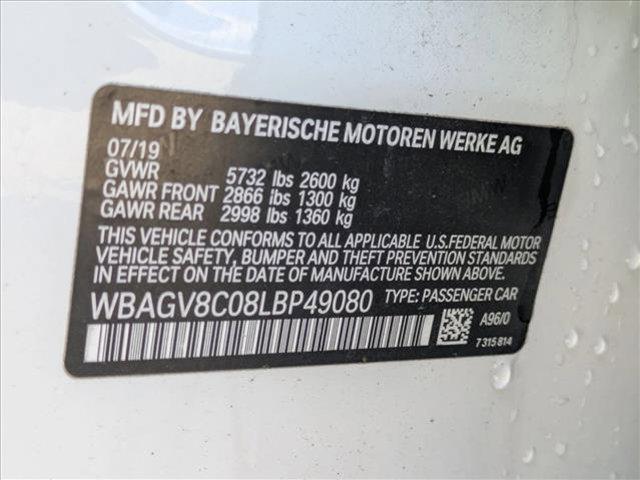 MFD BY BAYERISCHE MOTOREN WERKE AG
07/19
GVWR 5732 lbs 2600 kg
GAWR FRONT 2866 lbs 1300 kg
GAWR REAR 2998 lbs 1360 kg
THIS VEHICLE CONFORMS TO ALL APPLICABLE U.S.FEDERAL MOTOR
VEHICLE SAFETY, BUMPER AND THEFT PREVENTION STANDARDS
IN EFFECT ON THE DATE OF MANUFACTURE SHOWN ABOVE.
WBAGV8C08LBP49080 TYPE: PASSENGER CAR
A96/0
7315814